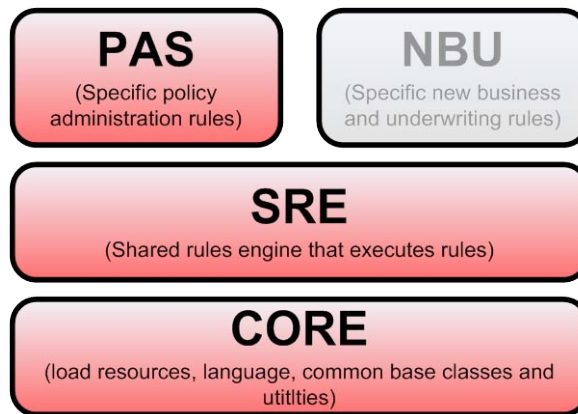 PAS
(Specific policy
administration rules)
NBU
(Specific new business
and underwriting rules)
SRE
(Shared rules engine that executes rules)
CORE
(load resources, language, common base classes and
utitlties)